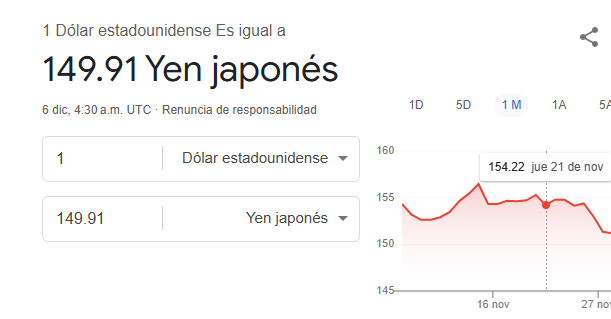 1 Dólar estadounidense Es igual a
149.91 Yen japonés
6 dic, 4:30 a.m. UTC · Renuncia de responsabilidad
1 Dólar estadounidense
149.91 Yen japonés
1D 5D 1 M 1A 5A
160
154.22 jue 21 de nov
155
150
145
16 nov 27 nov